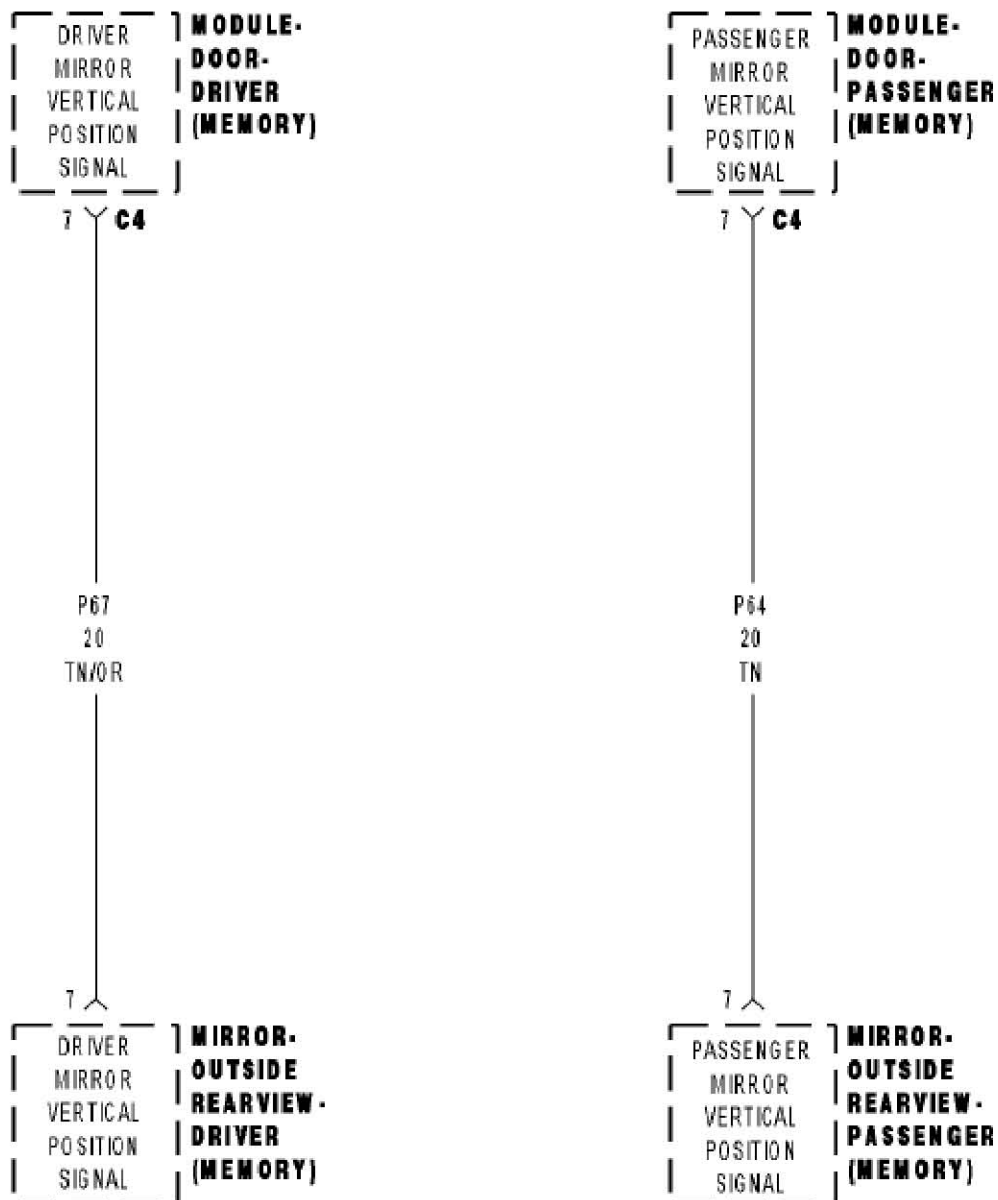 DRIVER
MIRROR
VERTICAL
POSITION
SIGNAL
MODULE-
DOOR-
DRIVER
(MEMORY)
7 C4
PASSENGER
MIRROR
VERTICAL
POSITION
SIGNAL
MODULE-
DOOR-
PASSENGER
(MEMORY)
7 C4
P67
20
TN/OR
P64
20
TN
7
DRIVER
MIRROR
VERTICAL
POSITION
SIGNAL
MIRROR-
OUTSIDE
REARVIEW-
DRIVER
(MEMORY)
7
PASSENGER
MIRROR
VERTICAL
POSITION
SIGNAL
MIRROR-
OUTSIDE
REARVIEW-
PASSENGER
(MEMORY)